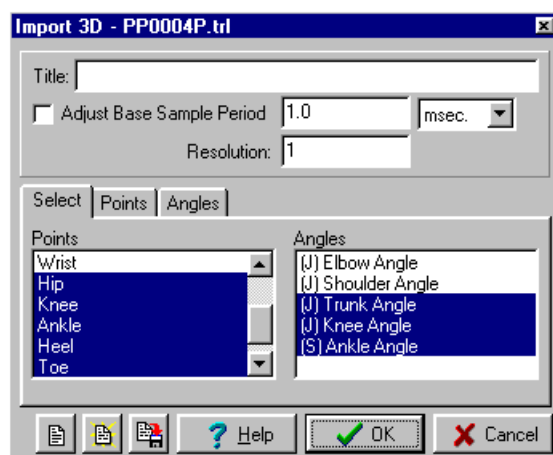 Import 3D - PP0004P.trl
Title:
Adjust Base Sample Period 1.0 msec.
Resolution: 1
Select Points Angles
Points
Wrist
Hip
Knee
Ankle
Heel
Toe
Angles
(J) Elbow Angle
(J) Shoulder Angle
(J) Trunk Angle
(J) Knee Angle
(S) Ankle Angle
? Help OK Cancel